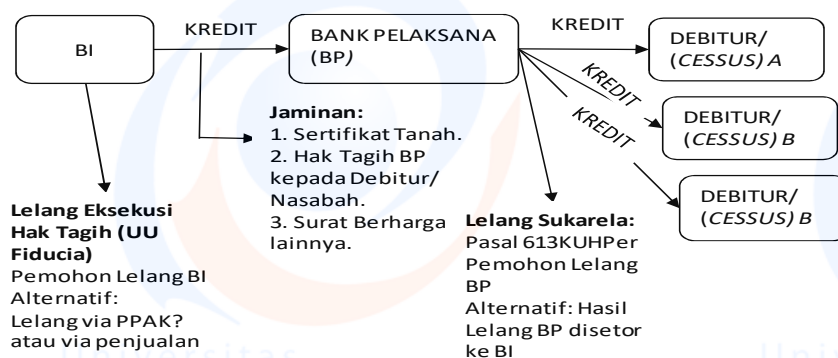 BI
KREDIT
BANK PELAKSANA
(BP)
KREDIT
DEBITUR/
(CESSUS) A
KREDIT
DEBITUR/
(CESSUS) B
KREDIT
DEBITUR/
(CESSUS) B
Jaminan:
1. Sertifikat Tanah.
2. Hak Tagih BP
kepada Debitur/
Nasabah.
3. Surat Berharga
lainnya.
Lelang Eksekusi
Hak Tagih (UU
Fiducia)
Pemohon Lelang BI
Alternatif:
Lelang via PPAK?
atau via penjualan
Lelang Sukarela:
Pasal 613KUHPer
Pemohon Lelang
BP
Alternatif: Hasil
Lelang BP disetor
ke BI
Universitas